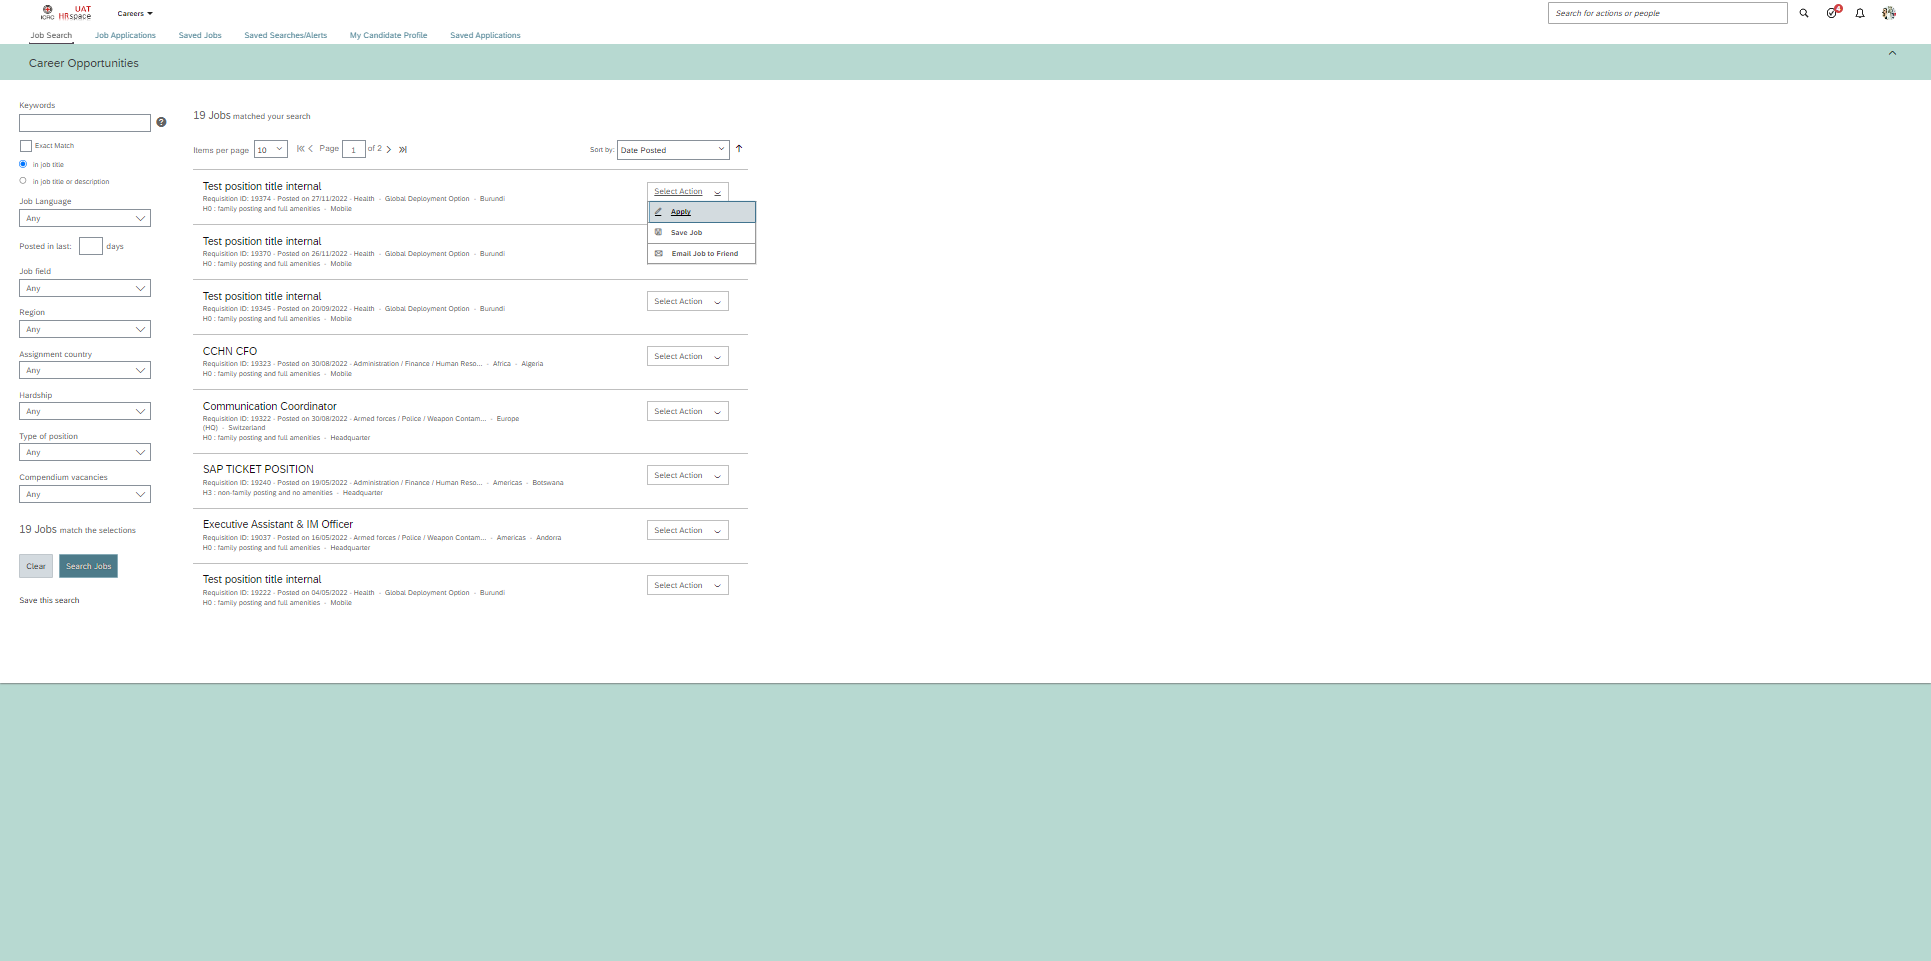 ICRC
UAT
HRspace
Careers
Search for actions or people
4
Job Search
Job Applications
Saved Jobs
Saved Searches/Alerts
My Candidate Profile
Saved Applications
Career Opportunities
Keywords
?
Exact Match
in job title
in job title or description
Job Language
Any
Posted in last: days
Job field
Any
Region
Any
Assignment country
Any
Hardship
Any
Type of position
Any
Compendium vacancies
Any
19 Jobs match the selections
Clear
Search Jobs
Save this search
19 Jobs matched your search
Items per page 10 Page 1 of 2
Sort by: Date Posted
Test position title internal
Requisition ID: 19374 - Posted on 27/11/2022 - Health - Global Deployment Option - Burundi
H0 : family posting and full amenities - Mobile
Select Action
Apply
Save Job
Email Job to Friend
Test position title internal
Requisition ID: 19370 - Posted on 26/11/2022 - Health - Global Deployment Option - Burundi
H0 : family posting and full amenities - Mobile
Test position title internal
Requisition ID: 19345 - Posted on 20/09/2022 - Health - Global Deployment Option - Burundi
H0 : family posting and full amenities - Mobile
Select Action
CCHN CFO
Requisition ID: 19323 - Posted on 30/08/2022 - Administration / Finance / Human Reso... - Africa - Algeria
H0 : family posting and full amenities - Mobile
Select Action
Communication Coordinator
Requisition ID: 19322 - Posted on 30/08/2022 - Armed forces / Police / Weapon Contam... - Europe
(HQ) - Switzerland
H0 : family posting and full amenities - Headquarter
Select Action
SAP TICKET POSITION
Requisition ID: 19240 - Posted on 19/05/2022 - Administration / Finance / Human Reso... - Americas - Botswana
H3 : non-family posting and no amenities - Headquarter
Select Action
Executive Assistant & IM Officer
Requisition ID: 19037 - Posted on 16/05/2022 - Armed forces / Police / Weapon Contam... - Americas - Andorra
H0 : family posting and full amenities - Headquarter
Select Action
Test position title internal
Requisition ID: 19222 - Posted on 04/05/2022 - Health - Global Deployment Option - Burundi
H0 : family posting and full amenities - Mobile
Select Action